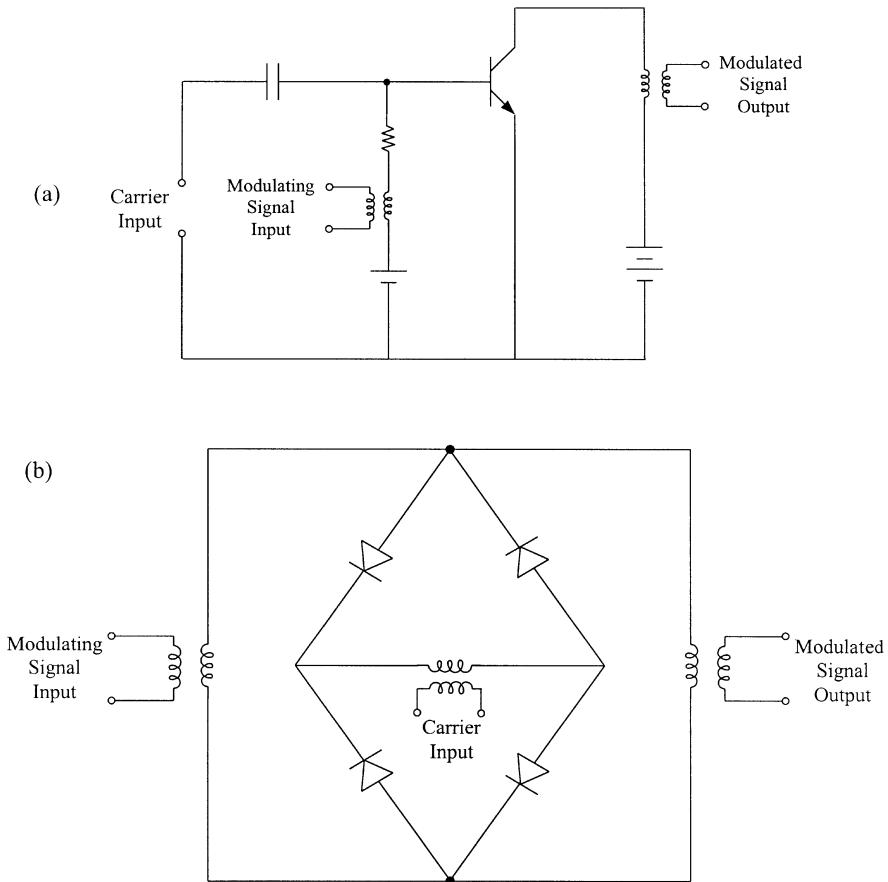 Modulated
Signal
Output
(a)
Carrier
Input
Modulating
Signal
Input
(b)
Modulating
Signal
Input
Carrier
Input
Modulated
Signal
Output